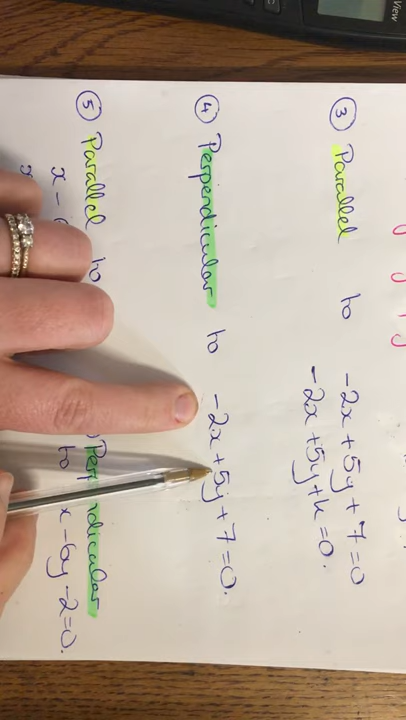 ③ Parallel to -2x + 5y + 7 = 0
-2x + 5y + k = 0.
④ Perpendicular to -2x + 5y + 7 = 0.
⑤ Parallel to
x -
Perpendicular
to x - 6y - 2 = 0.
View